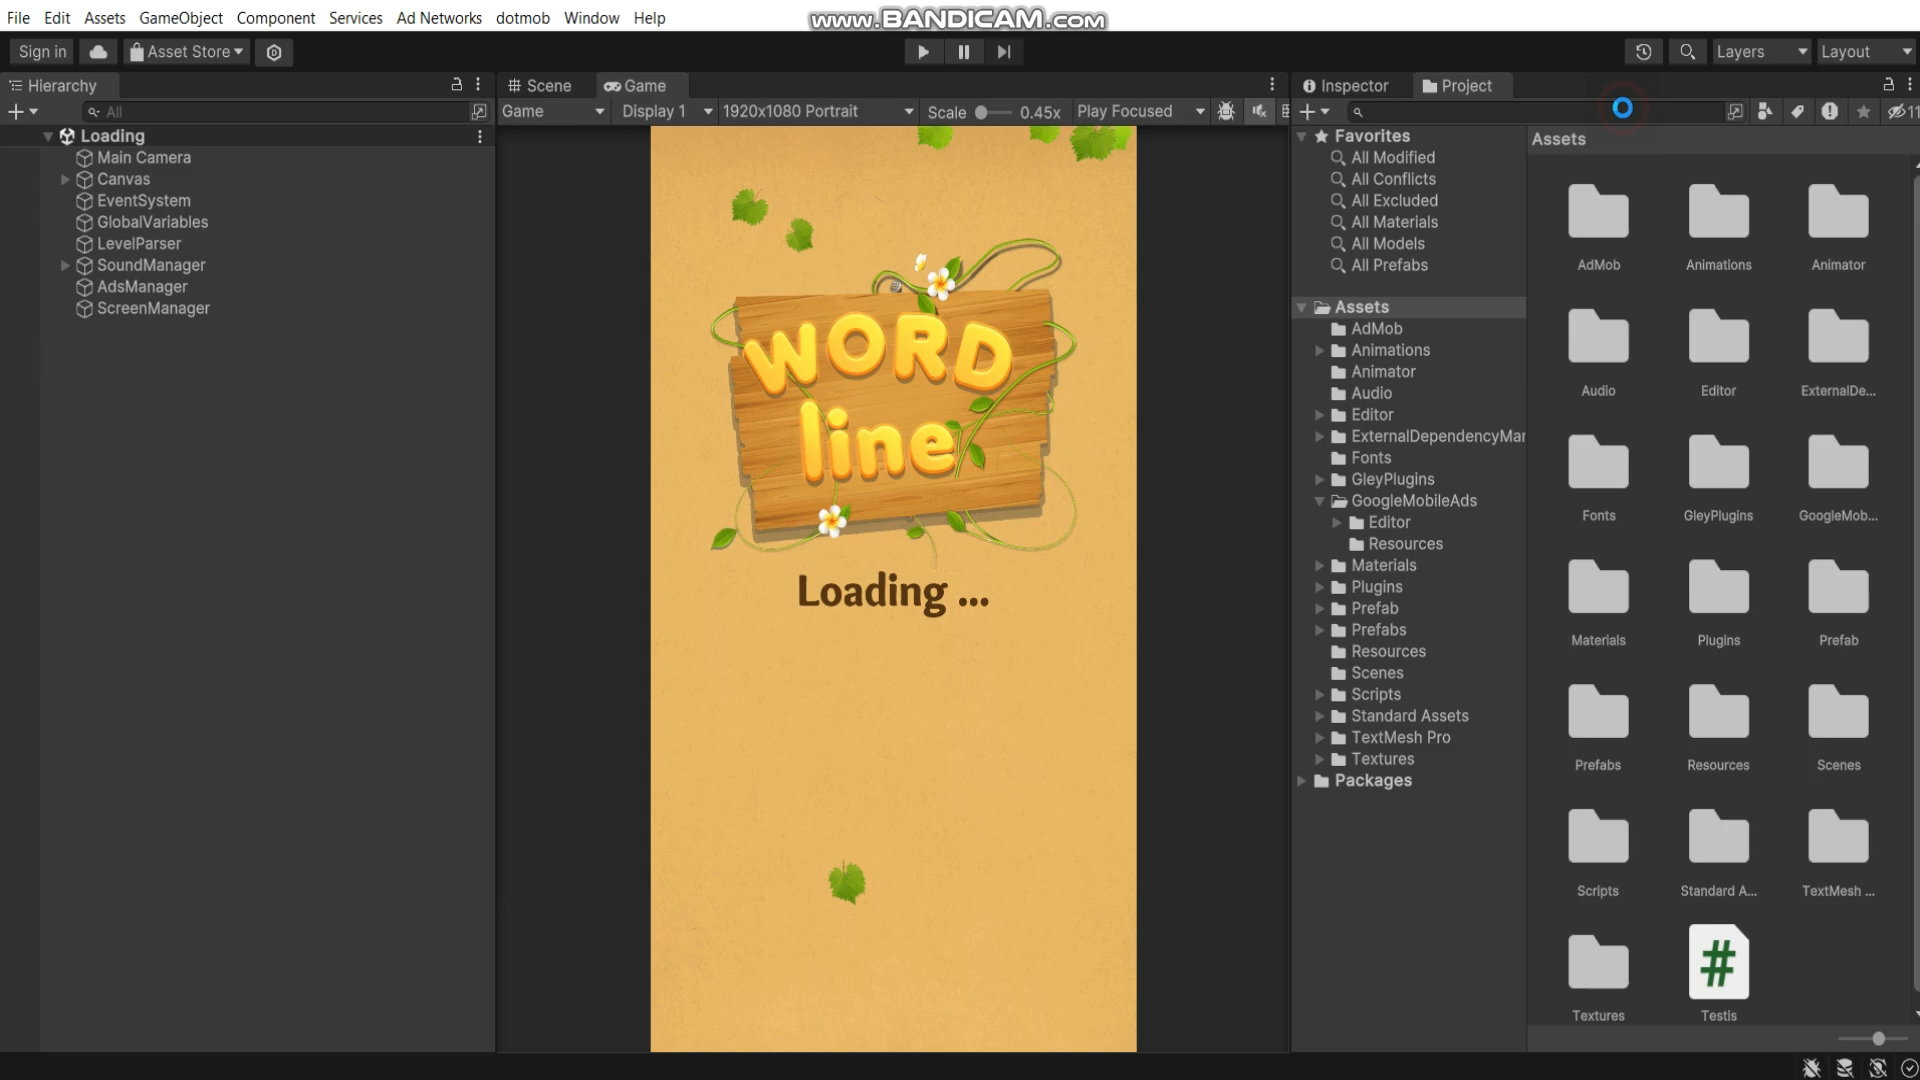 File Edit Assets GameObject Component Services Ad Networks dotmob Window Help
www.BANDICAM.com
Sign in Asset Store Layers Layout
Hierarchy Scene Game Inspector Project
All Game Display 1 1920x1080 Portrait Scale 0.45x Play Focused 11
Loading
Main Camera
Canvas
EventSystem
GlobalVariables
LevelParser
SoundManager
AdsManager
ScreenManager
WORD
line
Loading ...
Favorites
All Modified
All Conflicts
All Excluded
All Materials
All Models
All Prefabs
Assets
AdMob
Animations
Animator
Audio
Editor
ExternalDependencyMar
Fonts
GleyPlugins
GoogleMobileAds
Editor
Resources
Materials
Plugins
Prefab
Prefabs
Resources
Scenes
Scripts
Standard Assets
TextMesh Pro
Textures
Packages
Assets
AdMob Animations Animator
Audio Editor ExternalDe...
Fonts GleyPlugins GoogleMob...
Materials Plugins Prefab
Prefabs Resources Scenes
Scripts Standard A... TextMesh ...
#
Textures Testis